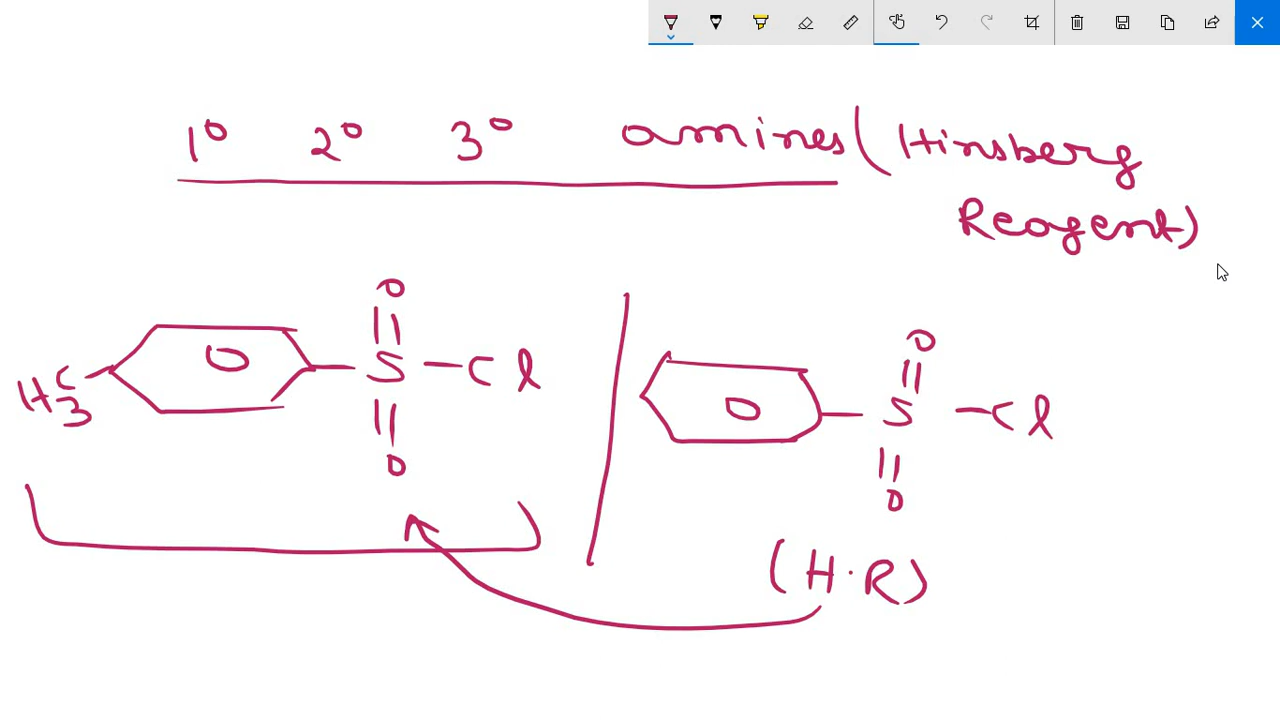 1° 2° 3° amines (Hinsberg
Reagent)
O
||
H3C O S — Cl
||
O
O
||
O S — Cl
||
O
(H.R)